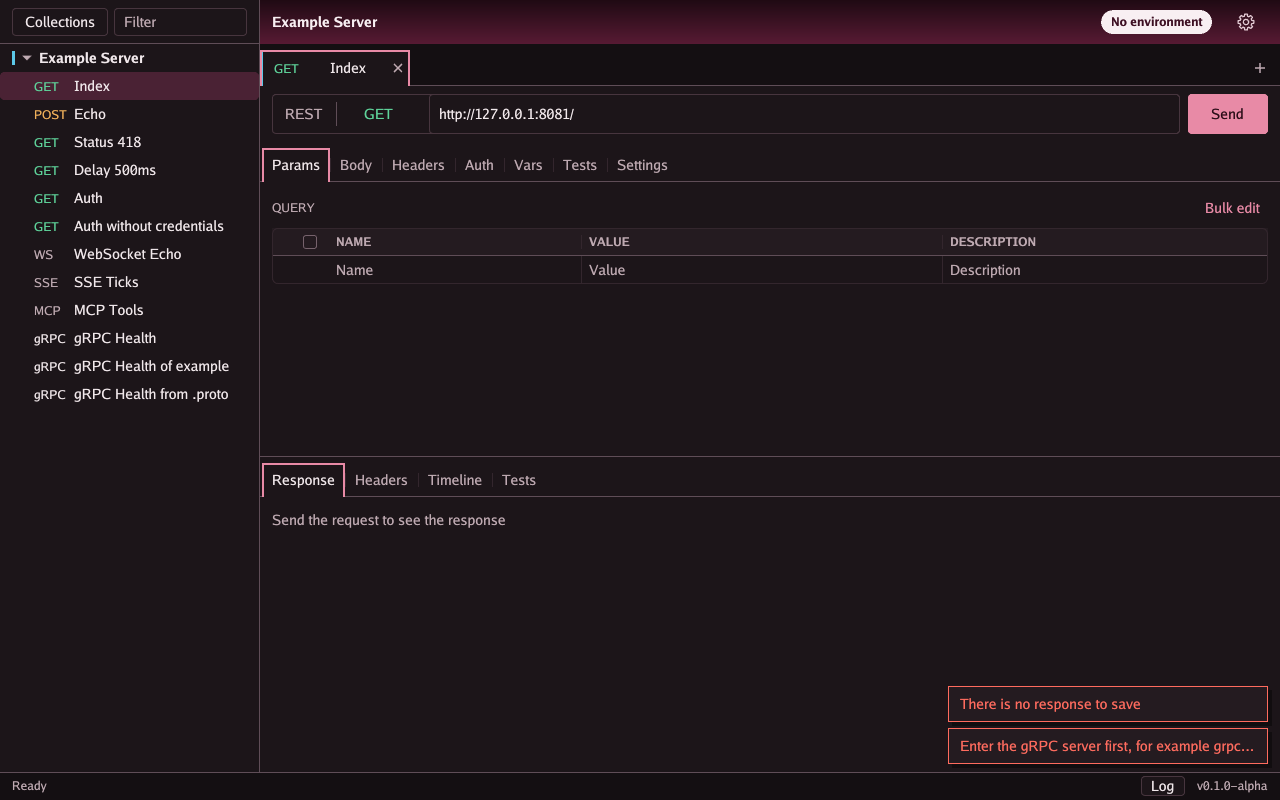 Collections
Filter
Example Server
No environment
Example Server
GET Index
POST Echo
GET Status 418
GET Delay 500ms
GET Auth
GET Auth without credentials
WS WebSocket Echo
SSE SSE Ticks
MCP MCP Tools
gRPC gRPC Health
gRPC gRPC Health of example
gRPC gRPC Health from .proto
GET Index
REST GET http://127.0.0.1:8081/ Send
Params Body Headers Auth Vars Tests Settings
QUERY Bulk edit
NAME VALUE DESCRIPTION
Name Value Description
Response Headers Timeline Tests
Send the request to see the response
There is no response to save
Enter the gRPC server first, for example grpc...
Ready Log v0.1.0-alpha